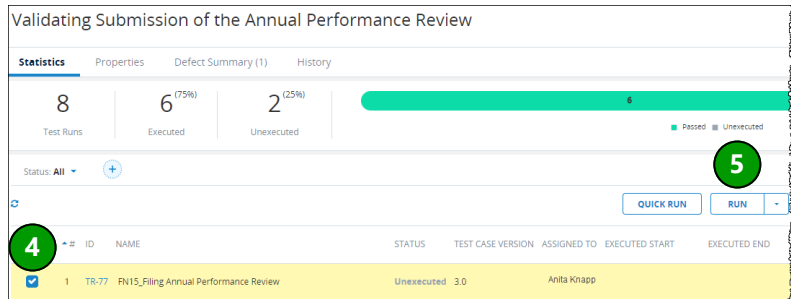 Validating Submission of the Annual Performance Review
Statistics Properties Defect Summary (1) History
8 6 (75%) 2 (25%) 6
Test Runs Executed Unexecuted
Passed Unexecuted
5
Status: All +
QUICK RUN RUN
4
# ID NAME STATUS TEST CASE VERSION ASSIGNED TO EXECUTED START EXECUTED END
1 TR-77 FN15_Filing Annual Performance Review Unexecuted 3.0 Anita Knapp